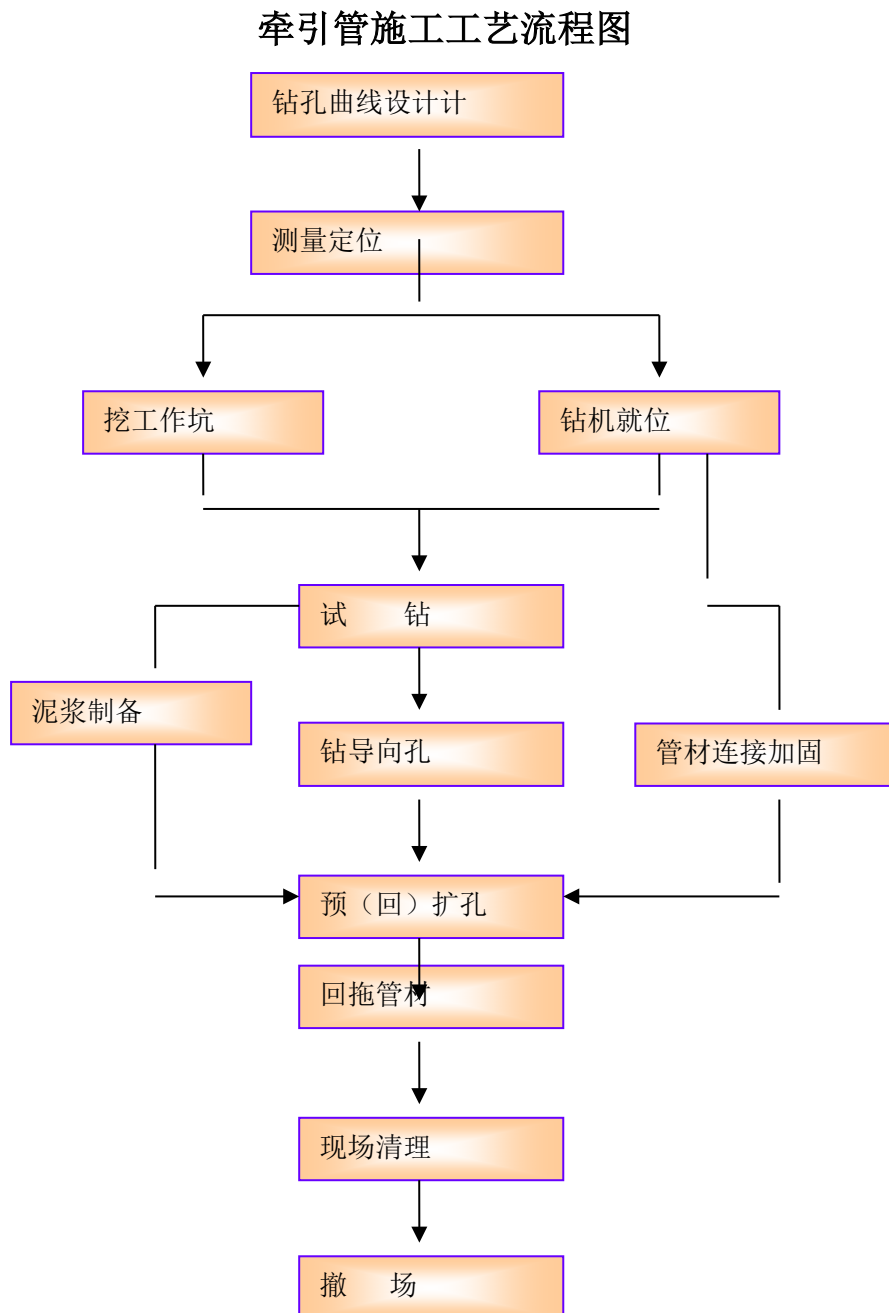 牵引管施工工艺流程图
钻孔曲线设计计
测量定位
挖工作坑
钻机就位
试 钻
泥浆制备
钻导向孔
管材连接加固
预（回）扩孔
回拖管材
现场清理
撤 场